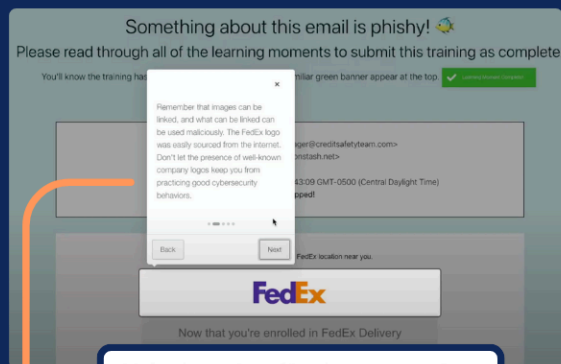 Something about this email is phishy!
Please read through all of the learning moments to submit this training as complete
You'll know the training has
miliar green banner appear at the top.
Remember that images can be
linked, and what can be linked can
be used maliciously. The FedEx logo
was easily sourced from the internet.
Don't let the presence of well-known
company logos keep you from
practicing good cybersecurity
behaviors.
ager@creditsafetyteam.com>
onstash.net>
43:09 GMT-0500 (Central Daylight Time)
pped!
Back
Next
FedEx location near you.
FedEx
Now that you're enrolled in FedEx Delivery